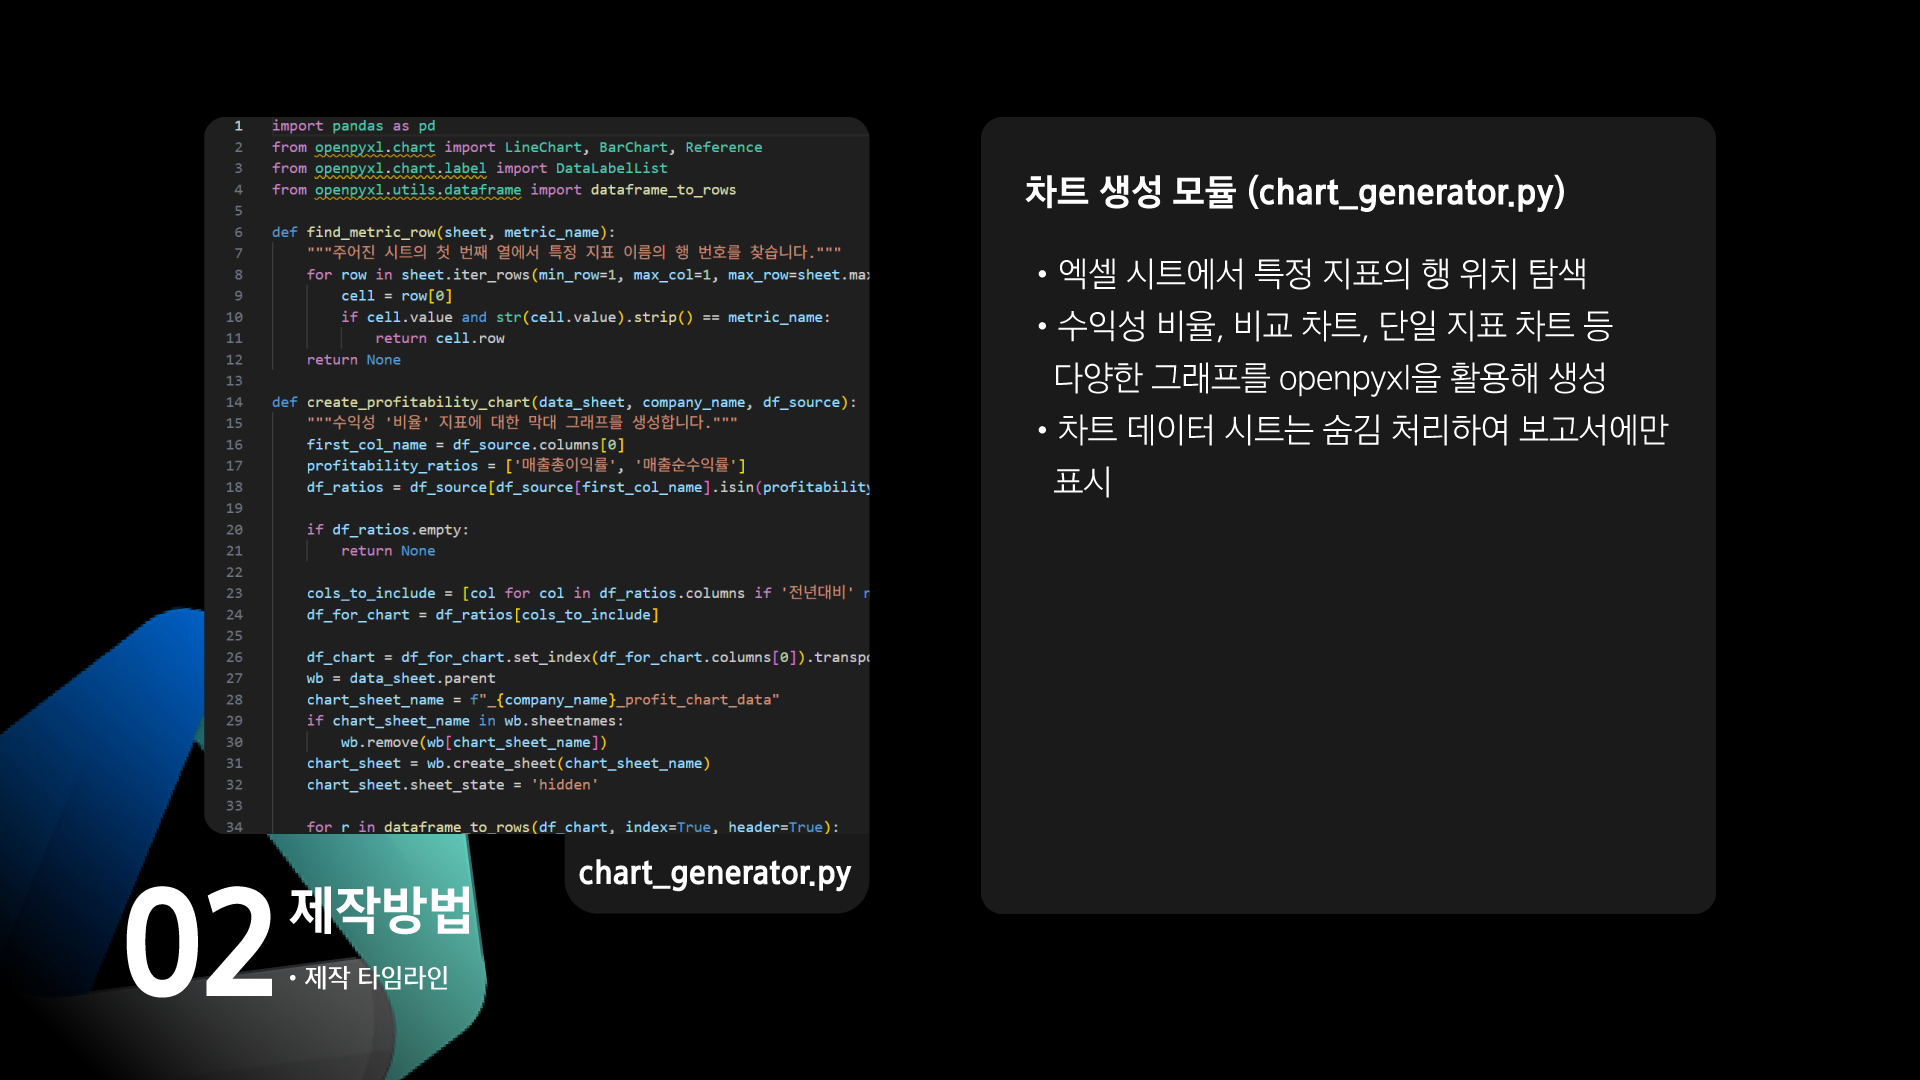 1 import pandas as pd
2 from openpyxl.chart import LineChart, BarChart, Reference
3 from openpyxl.chart.label import DataLabelList
4 from openpyxl.utils.dataframe import dataframe_to_rows
5
6 def find_metric_row(sheet, metric_name):
7 """주어진 시트의 첫 번째 열에서 특정 지표 이름의 행 번호를 찾습니다."""
8 for row in sheet.iter_rows(min_row=1, max_col=1, max_row=sheet.max
9 cell = row[0]
10 if cell.value and str(cell.value).strip() == metric_name:
11 return cell.row
12 return None
13
14 def create_profitability_chart(data_sheet, company_name, df_source):
15 """수익성 '비율' 지표에 대한 막대 그래프를 생성합니다."""
16 first_col_name = df_source.columns[0]
17 profitability_ratios = ['매출총이익률', '매출순수익률']
18 df_ratios = df_source[df_source[first_col_name].isin(profitability
19
20 if df_ratios.empty:
21 return None
22
23 cols_to_include = [col for col in df_ratios.columns if '전년대비'
24 df_for_chart = df_ratios[cols_to_include]
25
26 df_chart = df_for_chart.set_index(df_for_chart.columns[0]).transpo
27 wb = data_sheet.parent
28 chart_sheet_name = f"_{company_name}_profit_chart_data"
29 if chart_sheet_name in wb.sheetnames:
30 wb.remove(wb[chart_sheet_name])
31 chart_sheet = wb.create_sheet(chart_sheet_name)
32 chart_sheet.sheet_state = 'hidden'
33
34 for r in dataframe_to_rows(df_chart, index=True, header=True):
chart_generator.py
02 제작방법
• 제작 타임라인
차트 생성 모듈 (chart_generator.py)
• 엑셀 시트에서 특정 지표의 행 위치 탐색
• 수익성 비율, 비교 차트, 단일 지표 차트 등
다양한 그래프를 openpyxl을 활용해 생성
• 차트 데이터 시트는 숨김 처리하여 보고서에만
표시